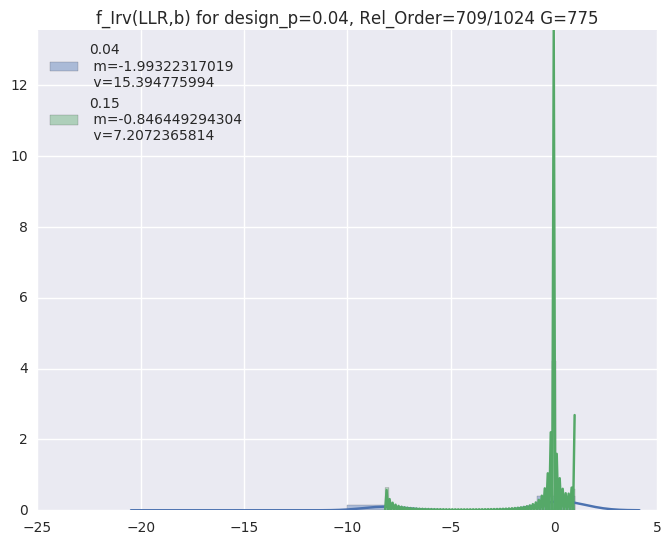 f_Irv(LLR,b) for design_p=0.04, Rel_Order=709/1024 G=775
0.04
m=-1.99322317019
v=15.394775994
0.15
m=-0.846449294304
v=7.2072365814
12
10
8
6
4
2
0
−25 −20 −15 −10 −5 0 5